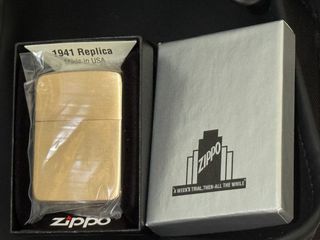 1941 Replica
Made in USA
zippo
ZIPPO
A WEEK'S TRIAL, THEN-ALL THE WHILE